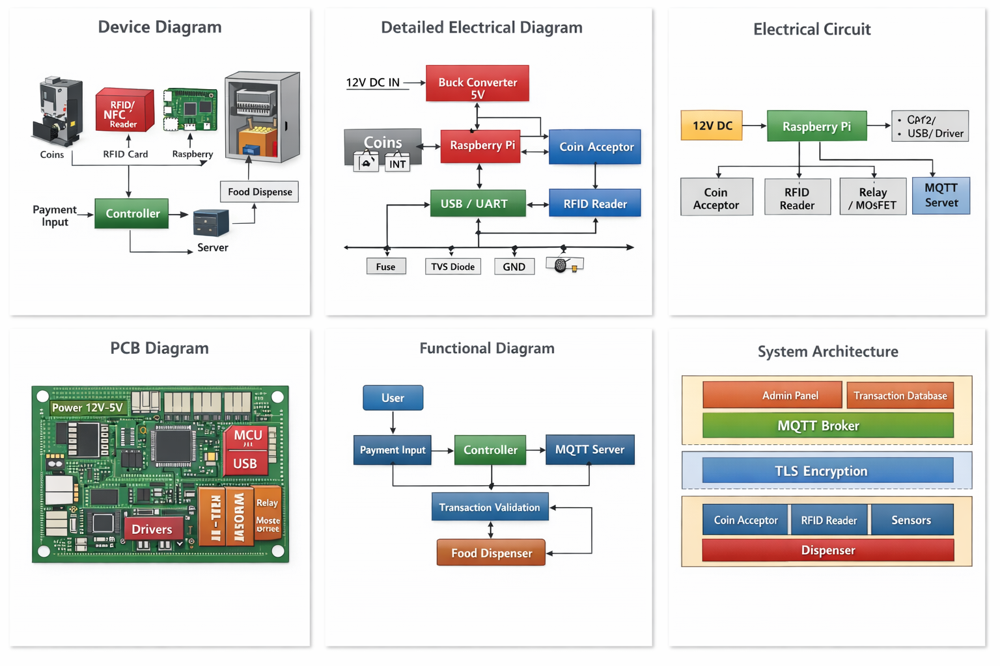 Device Diagram
RFID/
NFC
Reader
Coins
RFID Card
Raspberry
Food Dispense
Payment
Input
Controller
Server
Detailed Electrical Diagram
12V DC IN
Buck Converter
5V
Coins
INT
Raspberry Pi
Coin Acceptor
USB / UART
RFID Reader
Fuse
TVS Diode
GND
Electrical Circuit
12V DC
Raspberry Pi
• CAT2/
• USB/ Driver
Coin
Acceptor
RFID
Reader
Relay
/ MOsFET
MQTT
Servet
PCB Diagram
Power 12V-5V
MCU
USB
Drivers
Relay
Moste
Functional Diagram
User
Payment Input
Controller
MQTT Server
Transaction Validation
Food Dispenser
System Architecture
Admin Panel
Transaction Database
MQTT Broker
TLS Encryption
Coin Acceptor
RFID Reader
Sensors
Dispenser